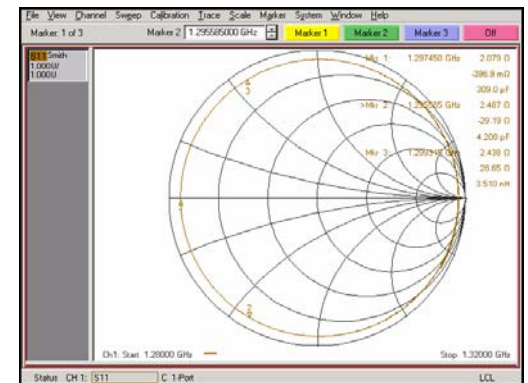 File View Channel Sweep Calibration Trace Scale Marker System Window Help
Marker: 1 of 3 Marker 2 1.295585000 GHz Marker 1 Marker 2 Marker 3 Off
S11 Smith
1.000U/
1.000U
Mkr 1: 1.297450 GHz 2.079 Ω
-396.9 mΩ
309.0 pF
>Mkr 2: GHz 2.487 Ω
-29.19 Ω
4.208 pF
Mkr 3: GHz 2.438 Ω
28.65 Ω
3.510 nH
Ch1: Start 1.28000 GHz Stop 1.32000 GHz
Status CH 1: S11 C 1-Port LCL